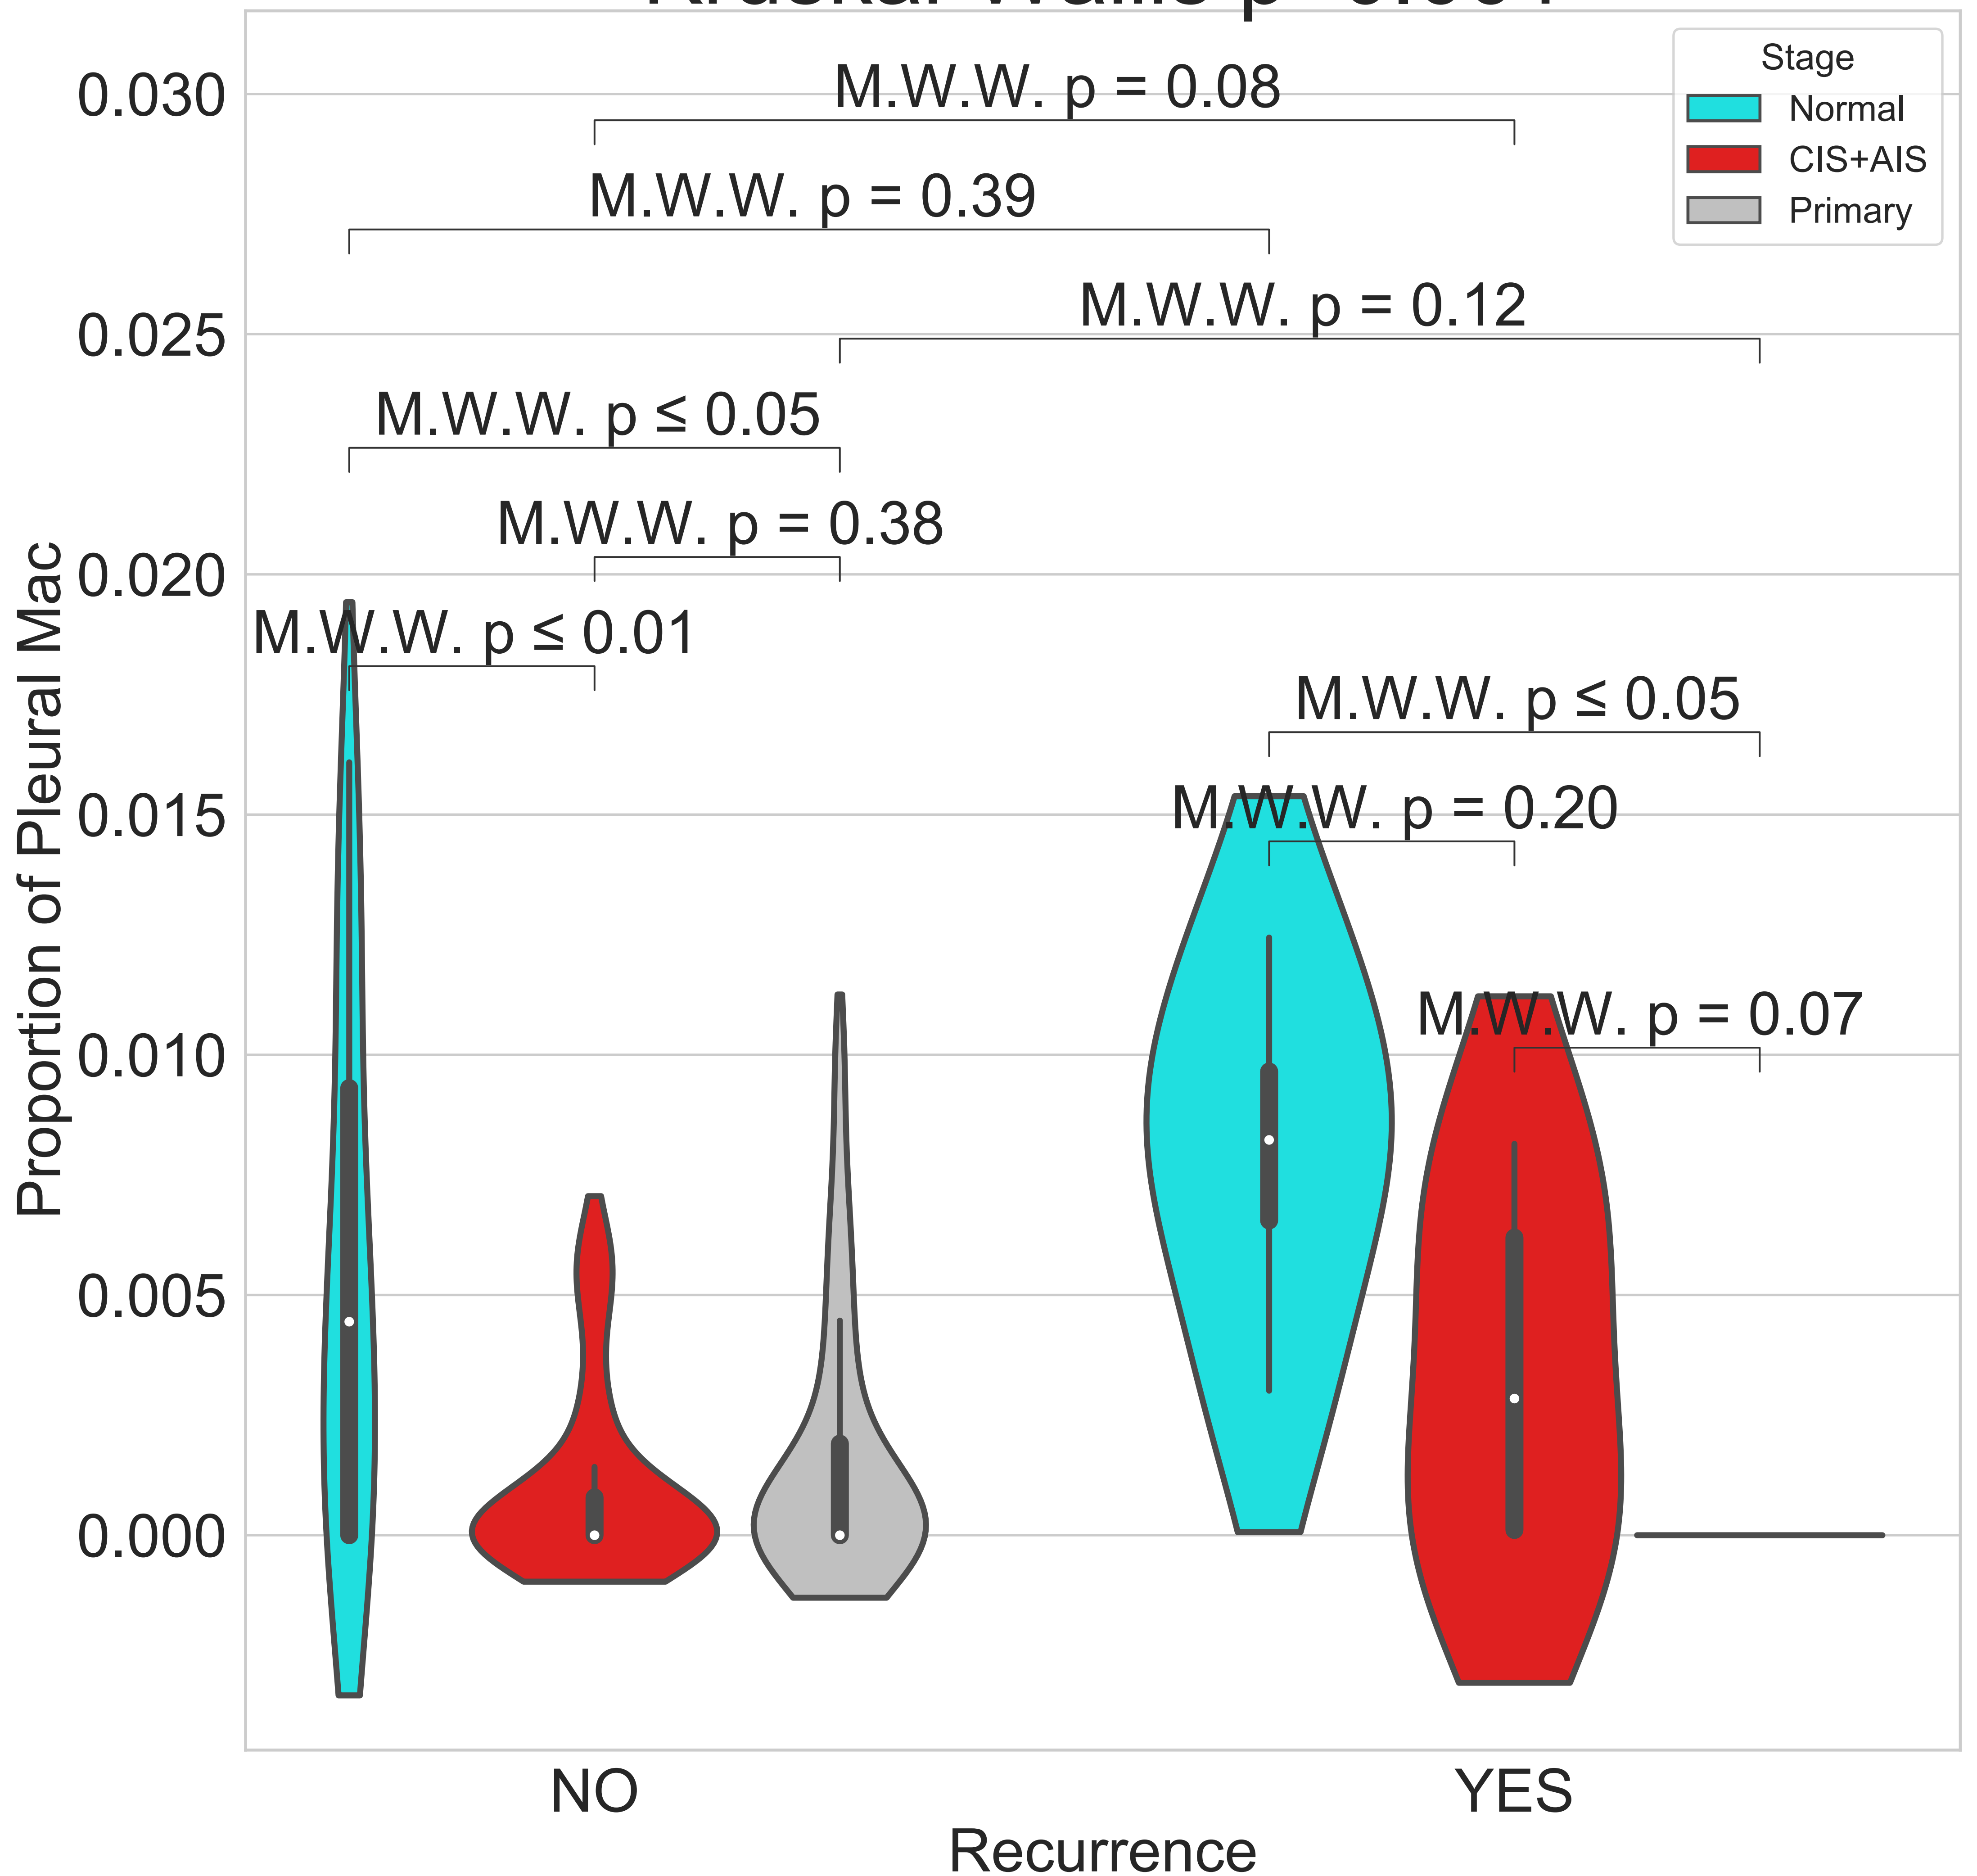 Stage
Normal
CIS+AIS
Primary
M.W.W. p = 0.08
M.W.W. p = 0.39
M.W.W. p = 0.12
M.W.W. p ≤ 0.05
M.W.W. p = 0.38
M.W.W. p ≤ 0.01
M.W.W. p ≤ 0.05
M.W.W. p = 0.20
M.W.W. p = 0.07
0.030
0.025
0.020
0.015
0.010
0.005
0.000
Proportion of Pleural Mac
NO
YES
Recurrence